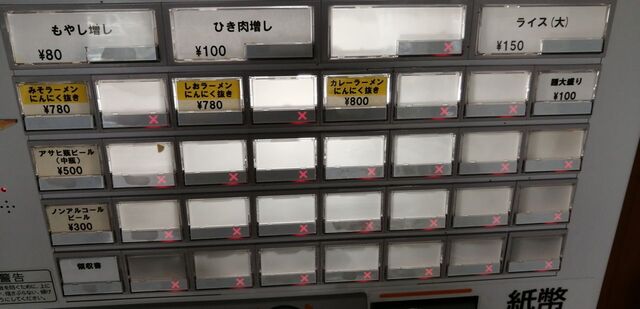 もやし増し
¥80
ひき肉増し
¥100
ライス(大)
¥150
みそラーメン
にんにく抜き
¥780
しおラーメン
にんにく抜き
¥780
カレーラーメン
にんにく抜き
¥800
麺大盛り
¥100
アサヒ瓶ビール
(中瓶)
¥500
ノンアルコール
ビール
¥300
領収書
警告
紙幣